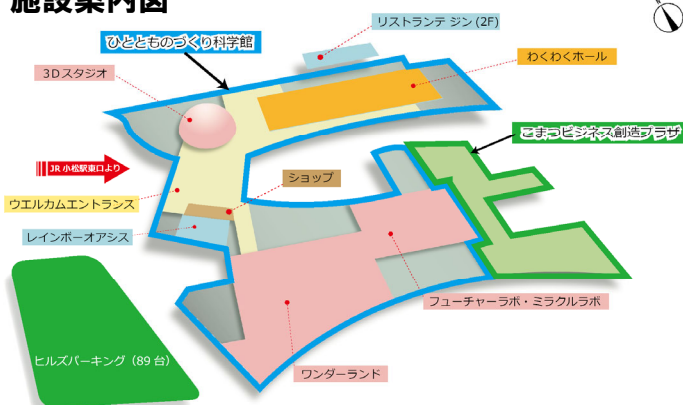 施設案内図
リストランテ ジン (2F)
ひととものづくり科学館
わくわくホール
3Dスタジオ
こまつビジネス創造プラザ
JR 小松駅東口より
ショップ
ウエルカムエントランス
レインボーオアシス
フューチャーラボ・ミラクルラボ
ヒルズパーキング（89 台）
ワンダーランド